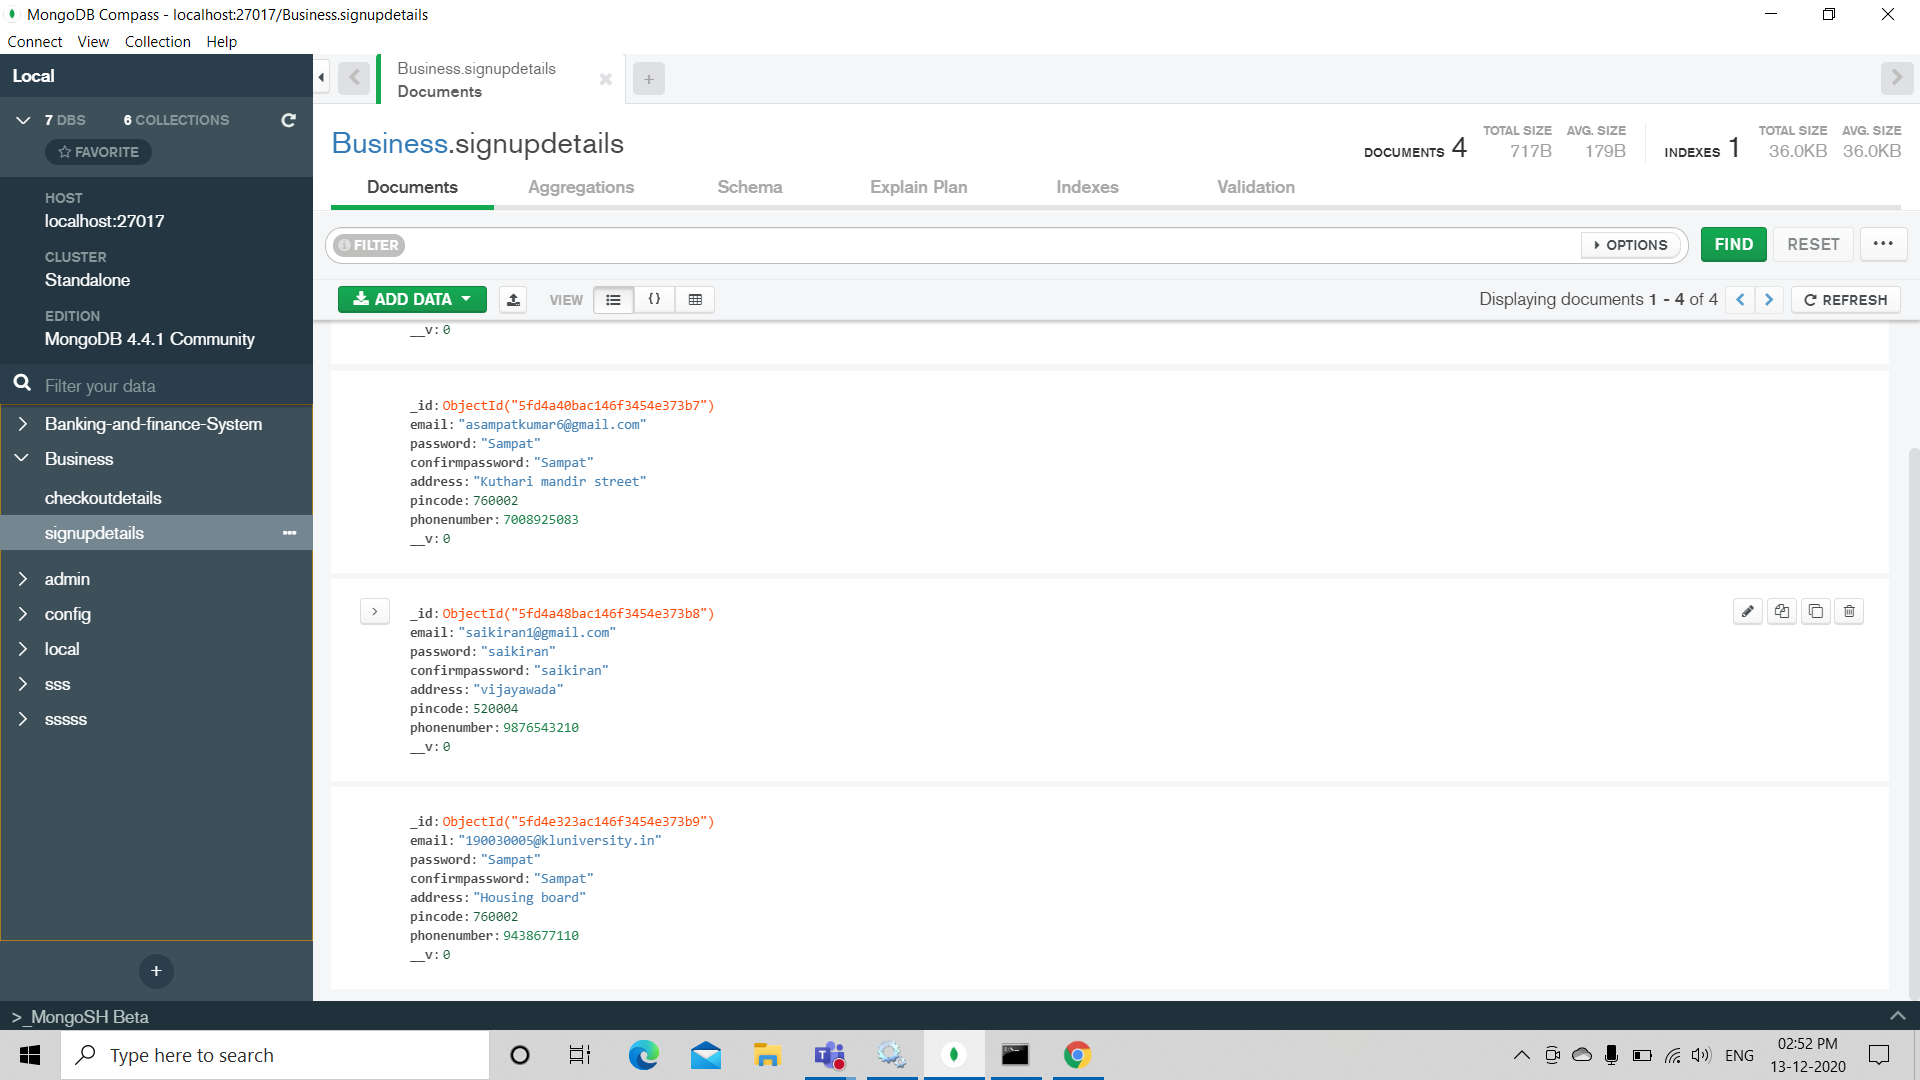 MongoDB Compass - localhost:27017/Business.signupdetails
Connect View Collection Help
Local
7 DBS 6 COLLECTIONS
FAVORITE
HOST
localhost:27017
CLUSTER
Standalone
EDITION
MongoDB 4.4.1 Community
Filter your data
Banking-and-finance-System
Business
checkoutdetails
signupdetails
admin
config
local
sss
sssss
Business.signupdetails
Documents
Business.signupdetails
DOCUMENTS 4 TOTAL SIZE 717B AVG. SIZE 179B INDEXES 1 TOTAL SIZE 36.0KB AVG. SIZE 36.0KB
Documents Aggregations Schema Explain Plan Indexes Validation
FILTER OPTIONS FIND RESET
ADD DATA VIEW Displaying documents 1 - 4 of 4 REFRESH
__v: 0
_id: ObjectId("5fd4a40bac146f3454e373b7")
email: "asampatkumar6@gmail.com"
password: "Sampat"
confirmpassword: "Sampat"
address: "Kuthari mandir street"
pincode: 760002
phonenumber: 7008925083
__v: 0
_id: ObjectId("5fd4a48bac146f3454e373b8")
email: "saikiran1@gmail.com"
password: "saikiran"
confirmpassword: "saikiran"
address: "vijayawada"
pincode: 520004
phonenumber: 9876543210
__v: 0
_id: ObjectId("5fd4e323ac146f3454e373b9")
email: "190030005@kluniversity.in"
password: "Sampat"
confirmpassword: "Sampat"
address: "Housing board"
pincode: 760002
phonenumber: 9438677110
__v: 0
>_MongoSH Beta
Type here to search
ENG
02:52 PM
13-12-2020